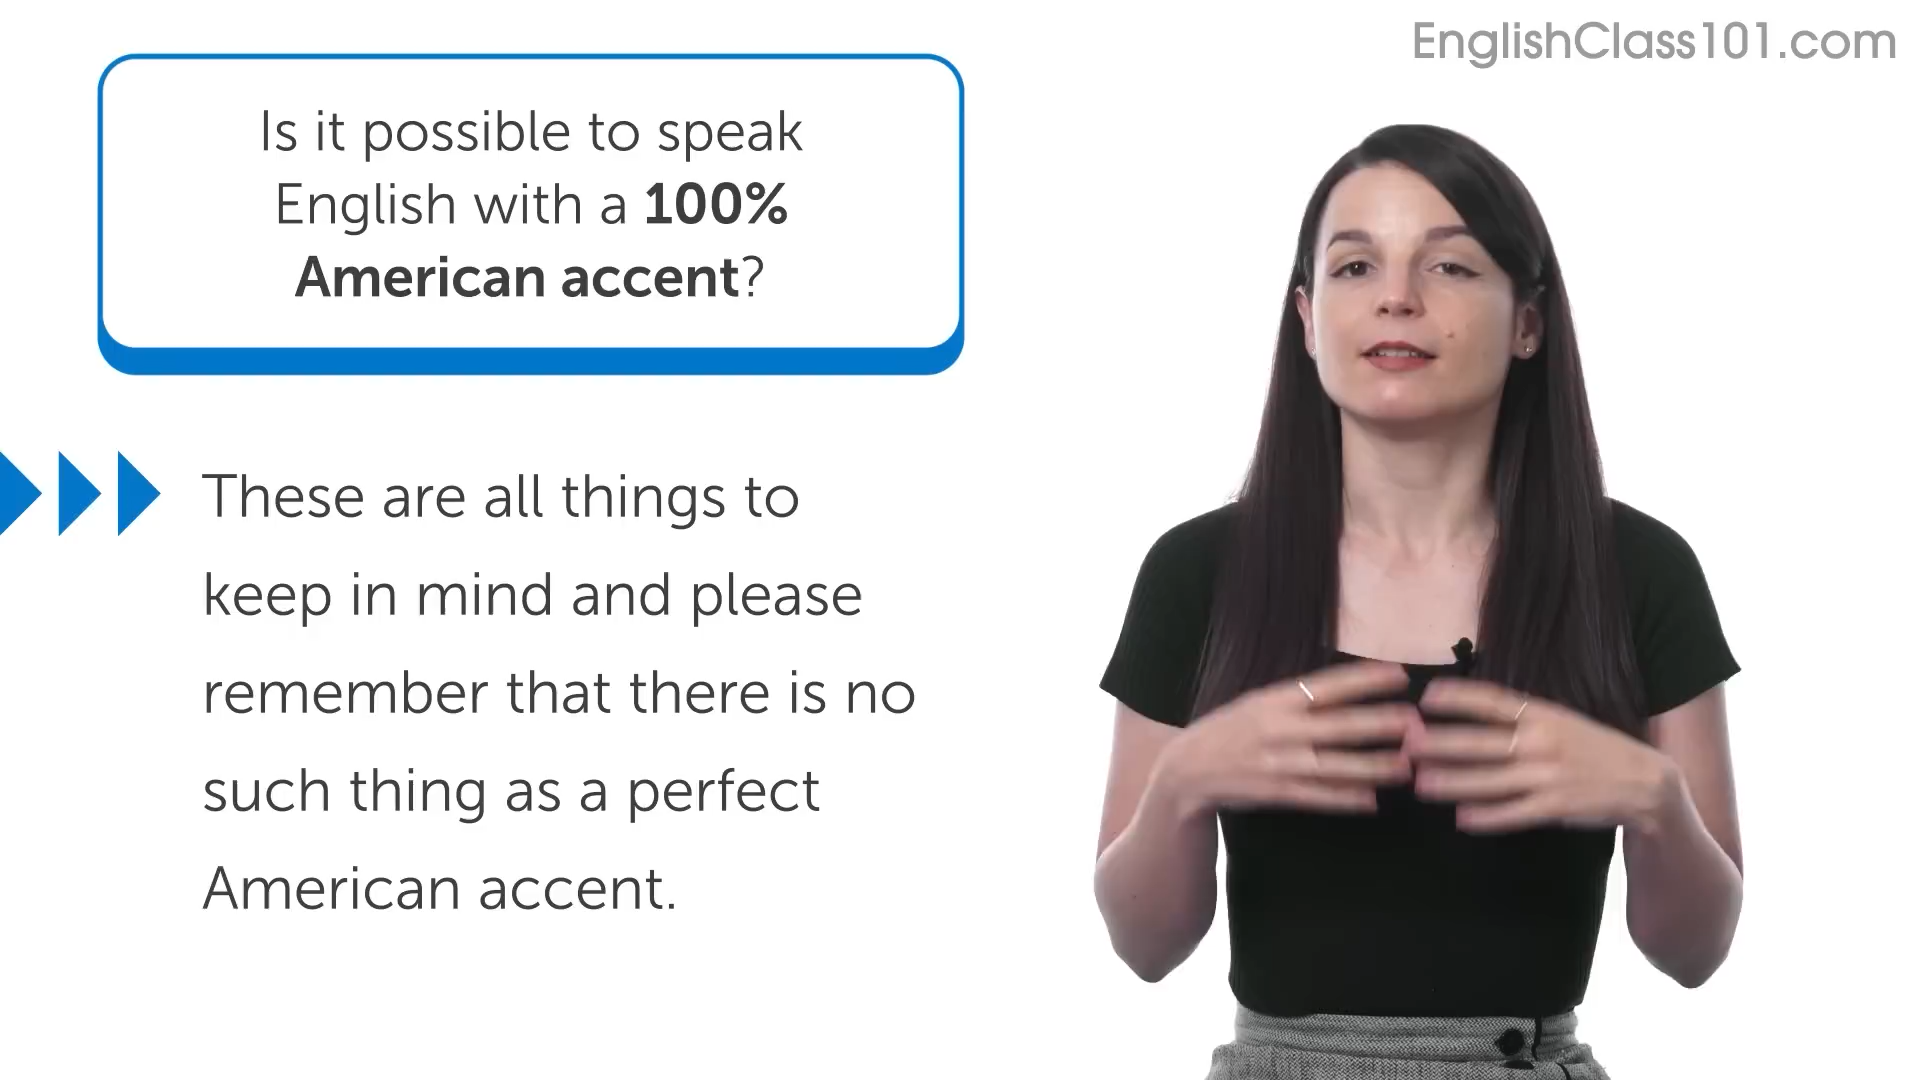 EnglishClass101.com
Is it possible to speak
English with a 100%
American accent?
These are all things to
keep in mind and please
remember that there is no
such thing as a perfect
American accent.